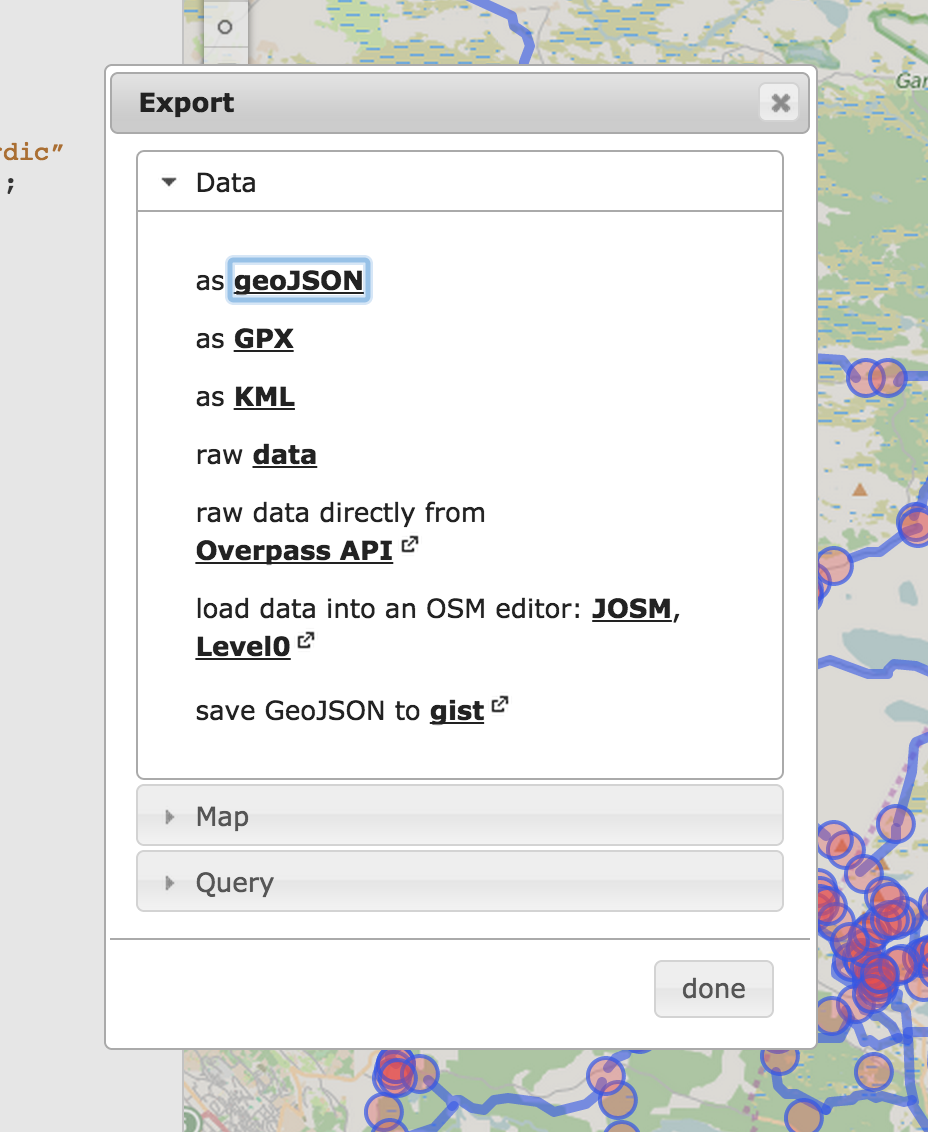 Export
rdic”
;
Data
as geoJSON
as GPX
as KML
raw data
raw data directly from
Overpass API
load data into an OSM editor: JOSM,
Level0
save GeoJSON to gist
Map
Query
done